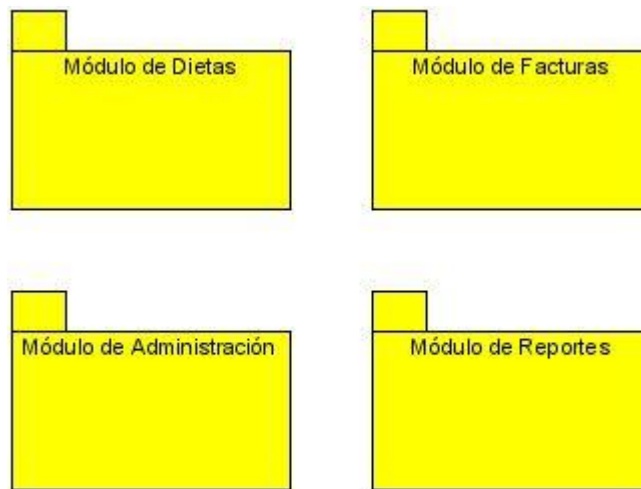 Módulo de Dietas
Módulo de Facturas
Módulo de Administración
Módulo de Reportes